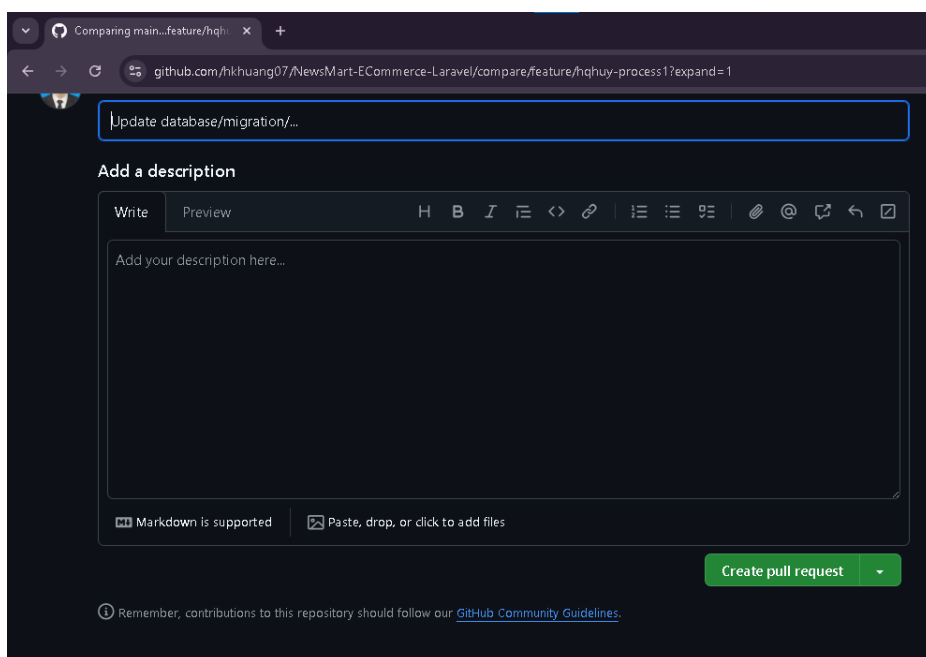 Comparing main...feature/hqh
github.com/hkhuang07/NewsMart-ECommerce-Laravel/compare/feature/hqhuy-process1?expand=1
Update database/migration/...
Add a description
Write Preview
Add your description here...
Markdown is supported Paste, drop, or click to add files
Create pull request
Remember, contributions to this repository should follow our GitHub Community Guidelines.